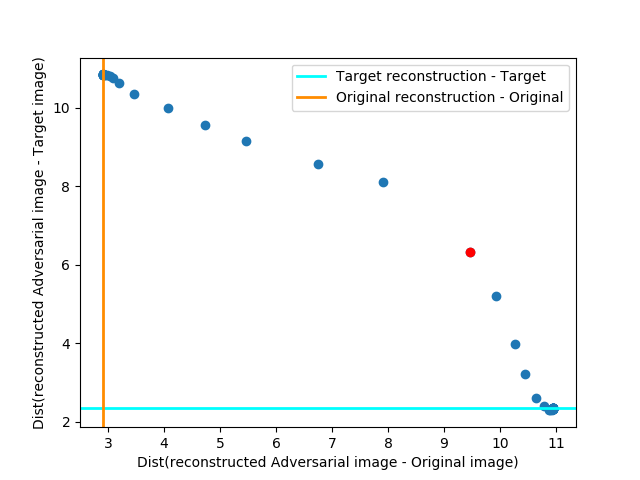 Target reconstruction - Target
Original reconstruction - Original
Dist(reconstructed Adversarial image - Target image)
10
8
6
4
2
3 4 5 6 7 8 9 10 11
Dist(reconstructed Adversarial image - Original image)